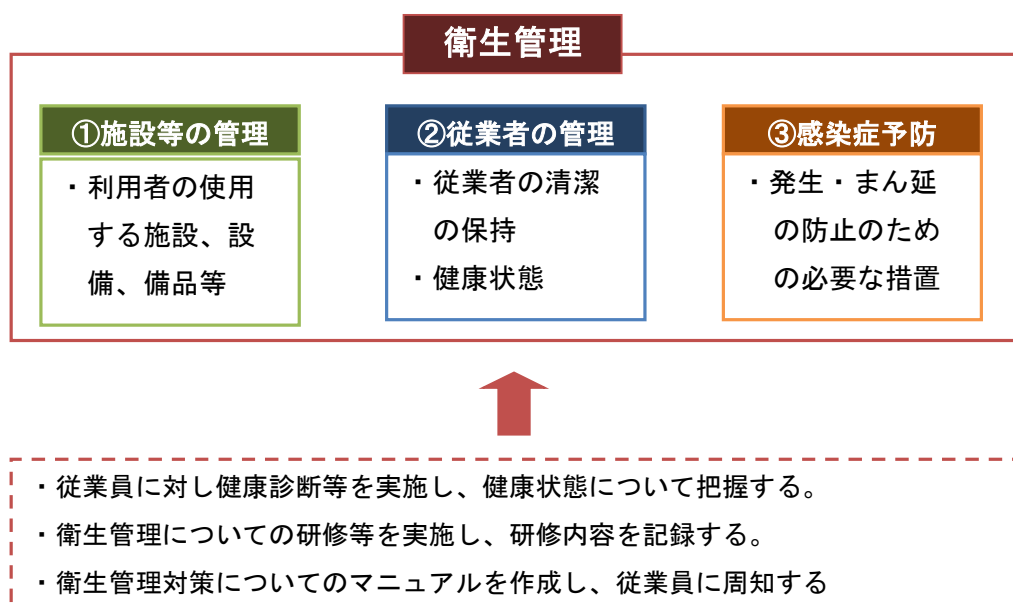 衛生管理
①施設等の管理
・利用者の使用
する施設、設
備、備品等
②従業者の管理
・従業者の清潔
の保持
・健康状態
③感染症予防
・発生・まん延
の防止のため
の必要な措置
・従業員に対し健康診断等を実施し、健康状態について把握する。
・衛生管理についての研修等を実施し、研修内容を記録する。
・衛生管理対策についてのマニュアルを作成し、従業員に周知する